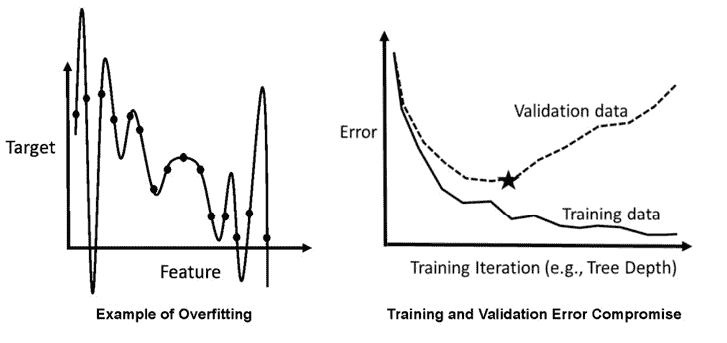 Target
Feature
Example of Overfitting
Error
Validation data
Training data
Training Iteration (e.g., Tree Depth)
Training and Validation Error Compromise